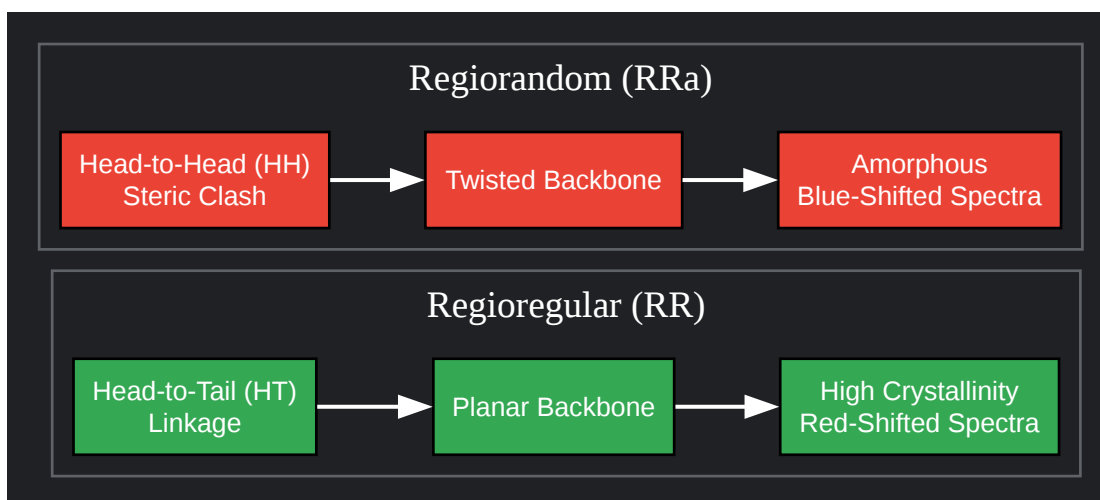 Regiorandom (RRa)
Head-to-Head (HH)
Steric Clash
Twisted Backbone
Amorphous
Blue-Shifted Spectra
Regioregular (RR)
Head-to-Tail (HT)
Linkage
Planar Backbone
High Crystallinity
Red-Shifted Spectra